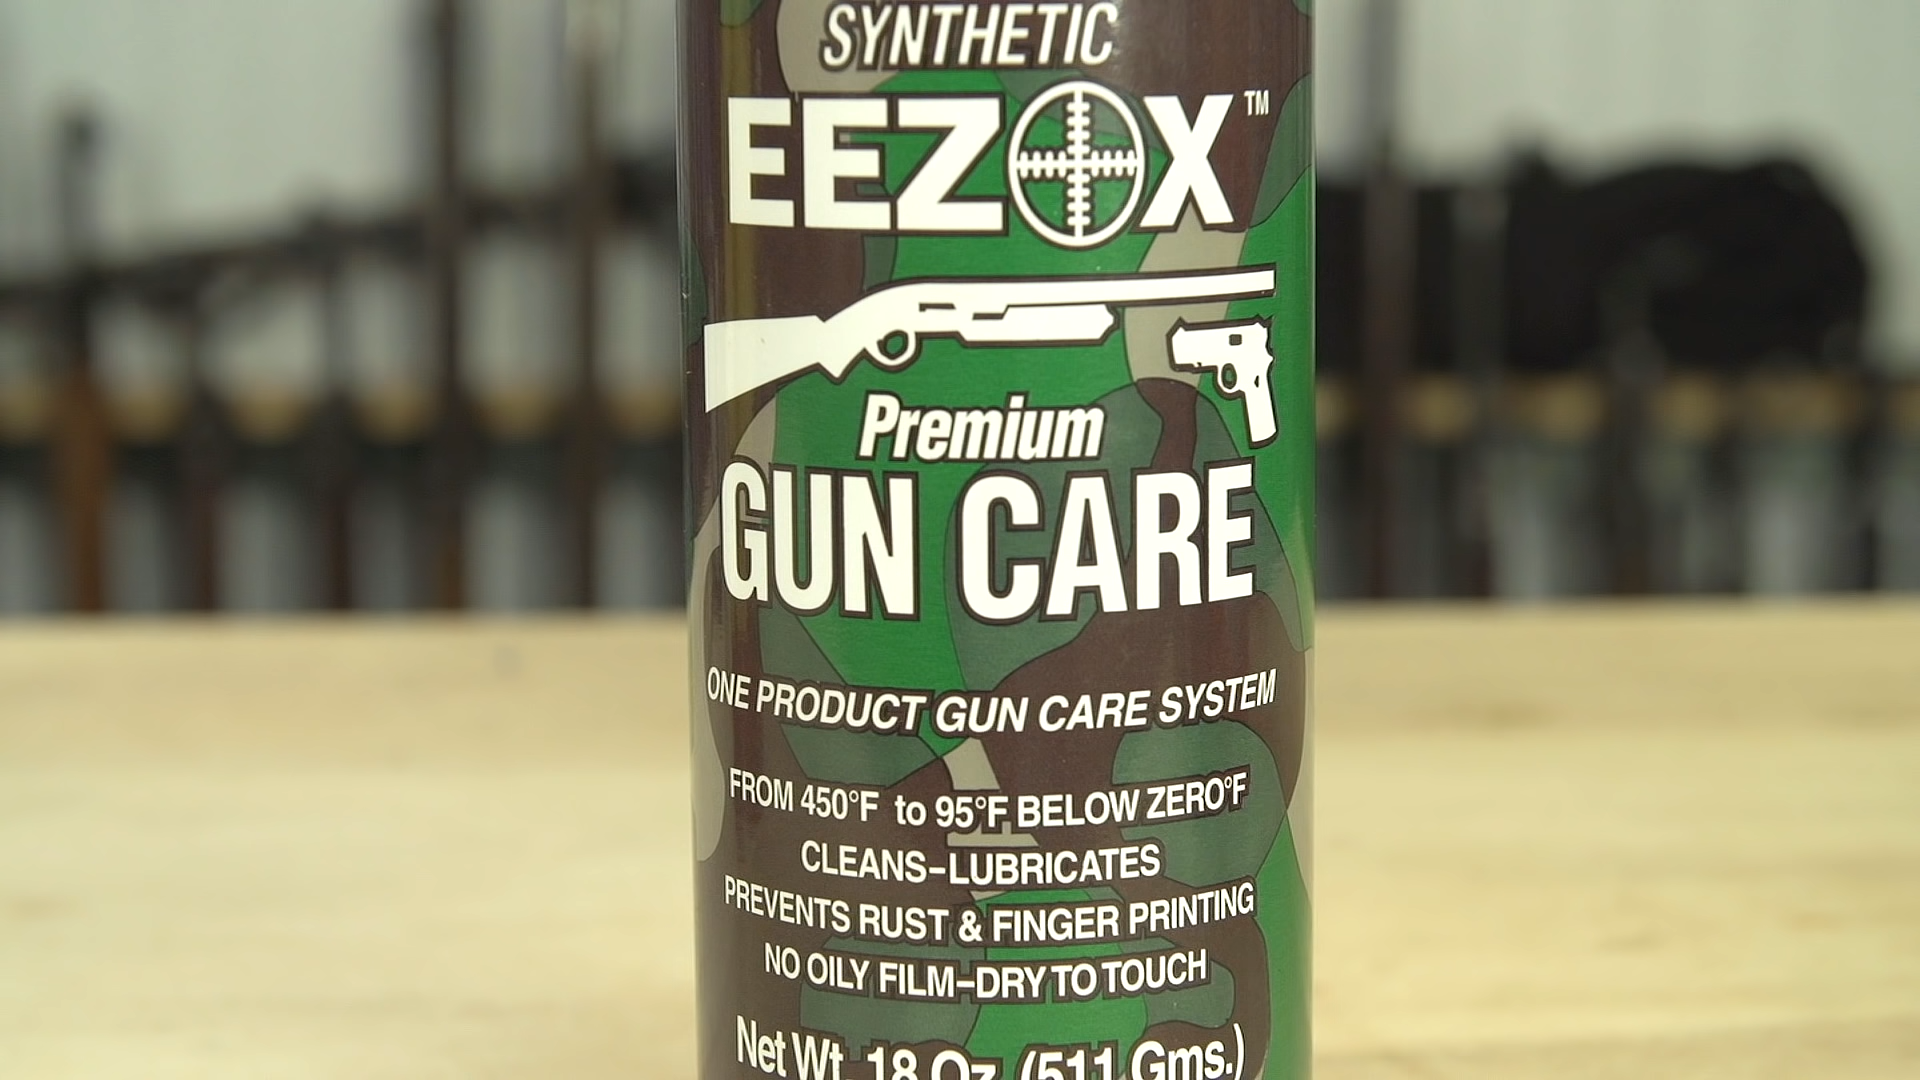 SYNTHETIC
EEZOX™
Premium
GUN CARE
ONE PRODUCT GUN CARE SYSTEM
FROM 450°F to 95°F BELOW ZERO°F
CLEANS–LUBRICATES
PREVENTS RUST & FINGER PRINTING
NO OILY FILM–DRY TO TOUCH
Net Wt. 18 Oz. (511 Gms.)